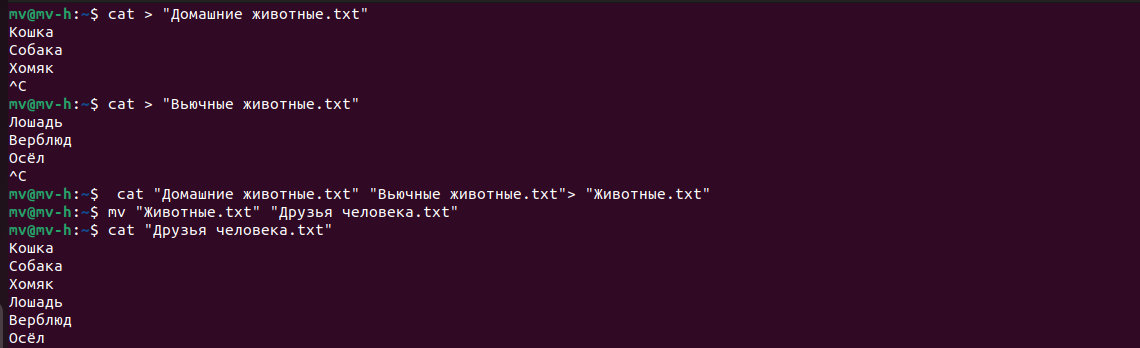 mv@mv-h:~$ cat > "Домашние животные.txt"
Кошка
Собака
Хомяк
^C
mv@mv-h:~$ cat > "Вьючные животные.txt"
Лошадь
Верблюд
Осёл
^C
mv@mv-h:~$  cat "Домашние животные.txt" "Вьючные животные.txt"> "Животные.txt"
mv@mv-h:~$ mv "Животные.txt" "Друзья человека.txt"
mv@mv-h:~$ cat "Друзья человека.txt"
Кошка
Собака
Хомяк
Лошадь
Верблюд
Осёл